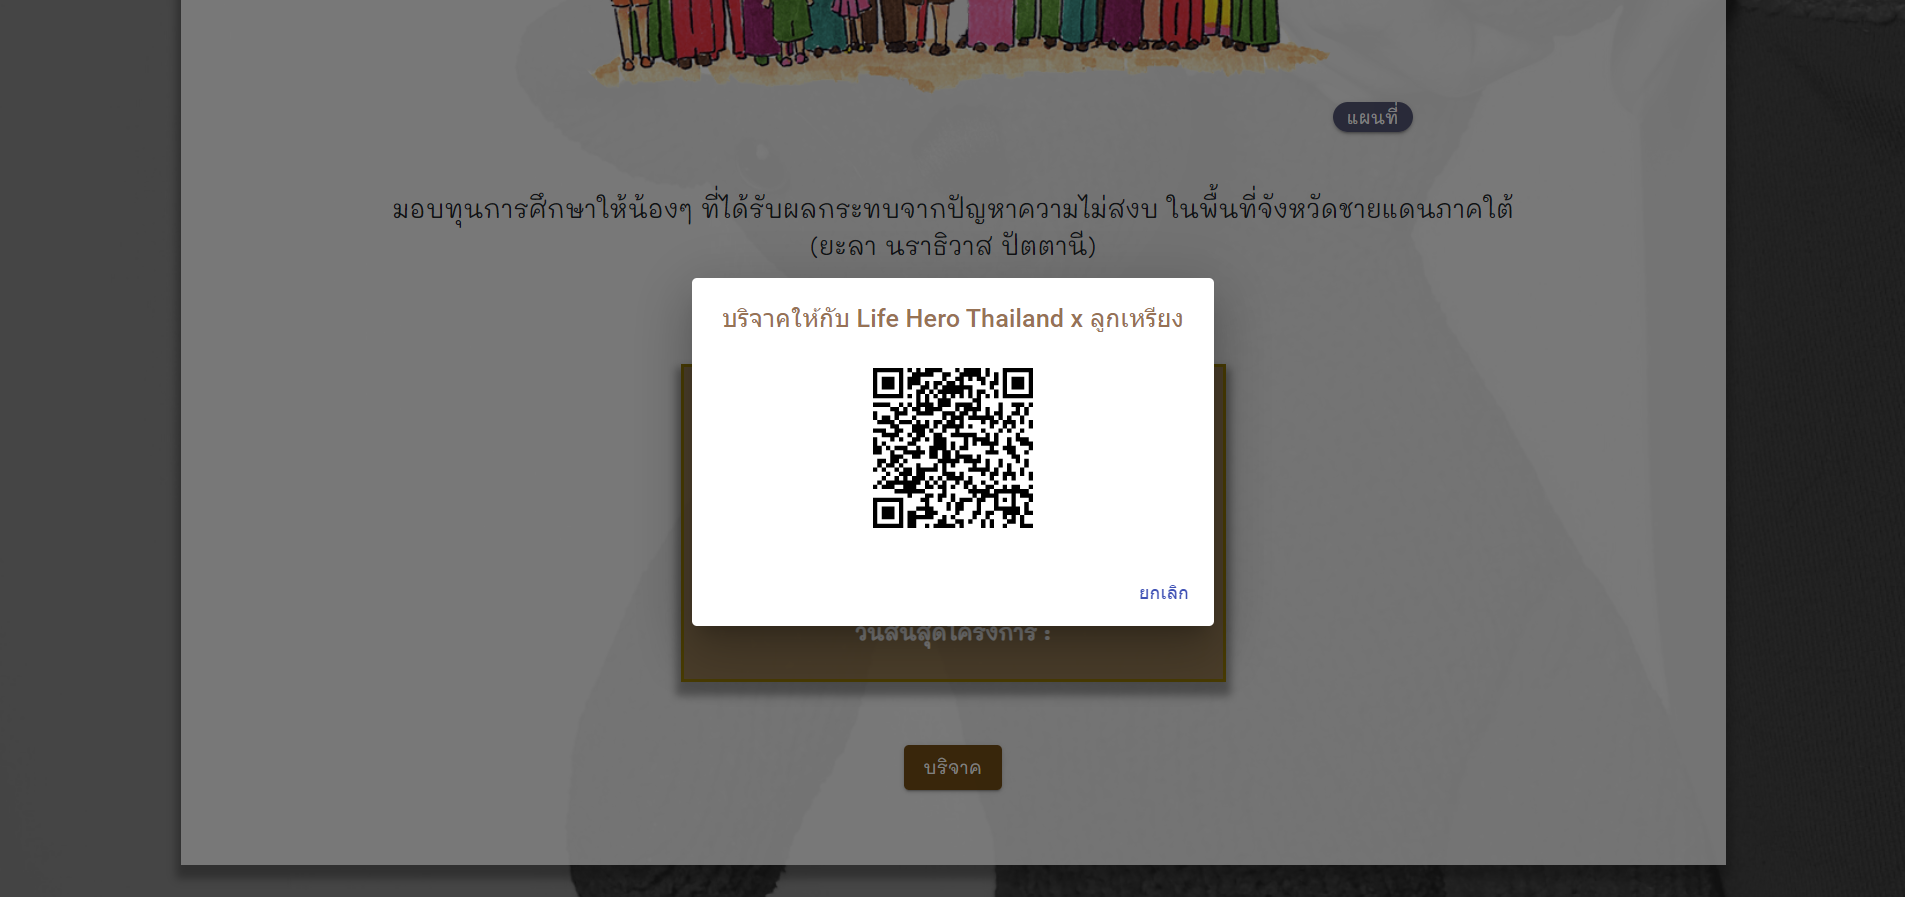 แผนที่
มอบทุนการศึกษาให้น้องๆ ที่ได้รับผลกระทบจากปัญหาความไม่สงบ ในพื้นที่จังหวัดชายแดนภาคใต้
(ยะลา นราธิวาส ปัตตานี)
บริจาคให้กับ Life Hero Thailand x ลูกเหรียง
ยกเลิก
วันสิ้นสุดโครงการ :
บริจาค